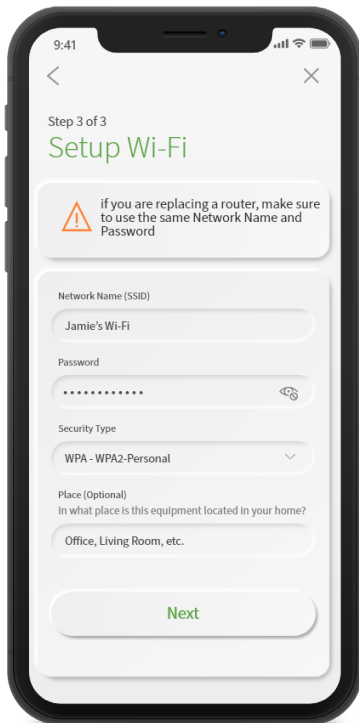 9:41
Step 3 of 3
Setup Wi-Fi
if you are replacing a router, make sure
to use the same Network Name and
Password
Network Name (SSID)
Jamie's Wi-Fi
Password
••••••••••••
Security Type
WPA - WPA2-Personal
Place (Optional)
In what place is this equipment located in your home?
Office, Living Room, etc.
Next